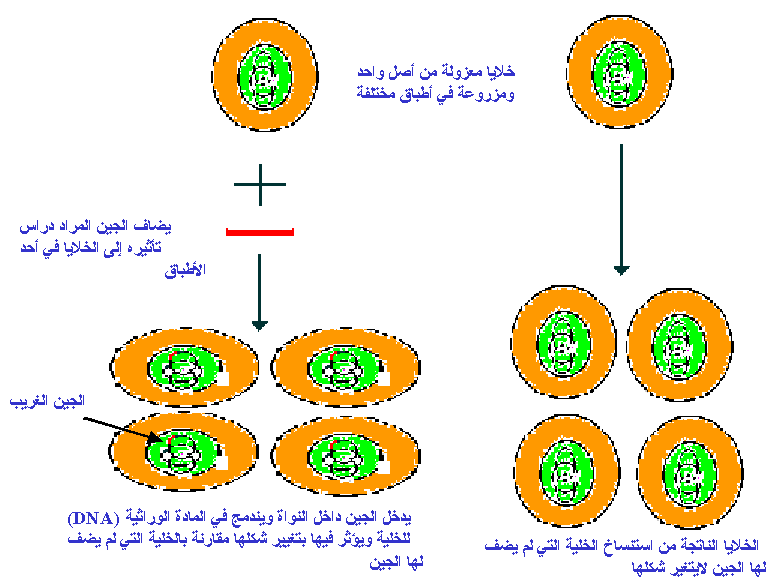 خلايا معزولة من أصل واحد
ومزروعة في أطباق مختلفة
يضاف الجين المراد دراس
تأثيره إلى الخلايا في أحد
الأطباق
الجين الغريب
يدخل الجين داخل النواة ويندمج في المادة الوراثية (DNA)
للخلية ويؤثر فيها بتغيير شكلها مقارنة بالخلية التي لم يضف
لها الجين
الخلايا الناتجة من استنساخ الخلية التي لم يضف
لها الجين لايتغير شكلها